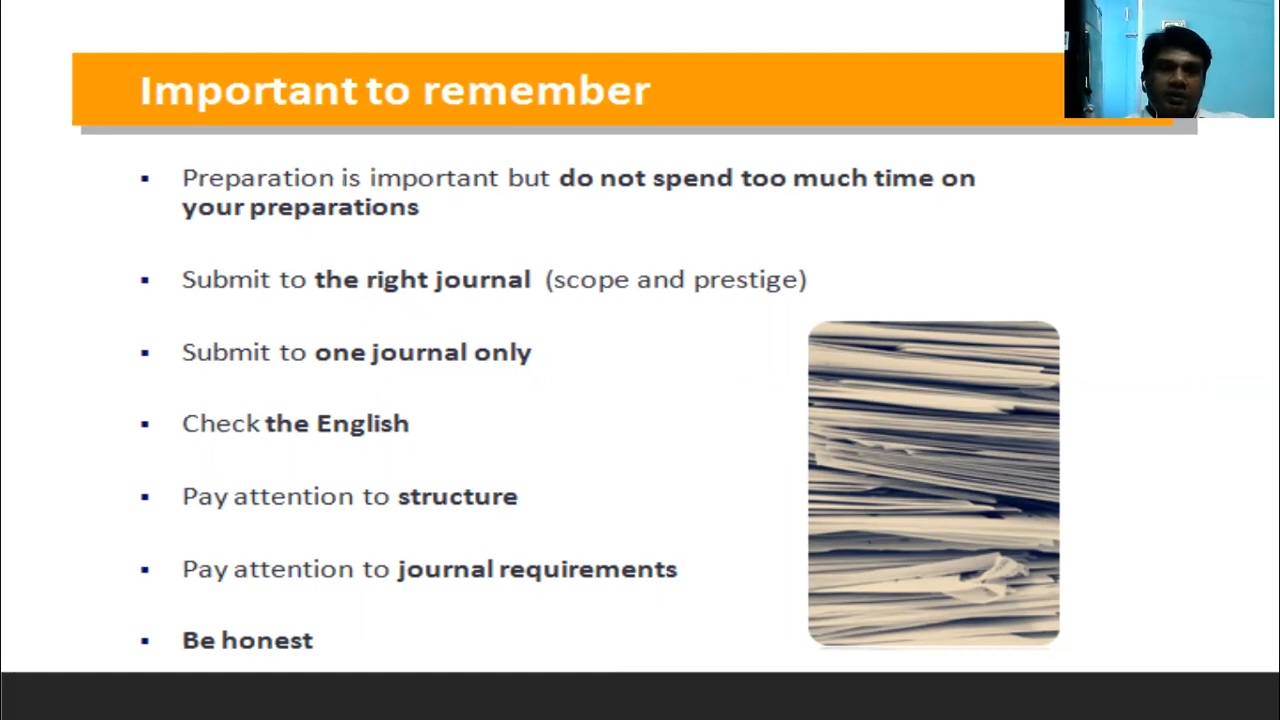 Important to remember
▪ Preparation is important but do not spend too much time on
your preparations
▪ Submit to the right journal (scope and prestige)
▪ Submit to one journal only
▪ Check the English
▪ Pay attention to structure
▪ Pay attention to journal requirements
▪ Be honest